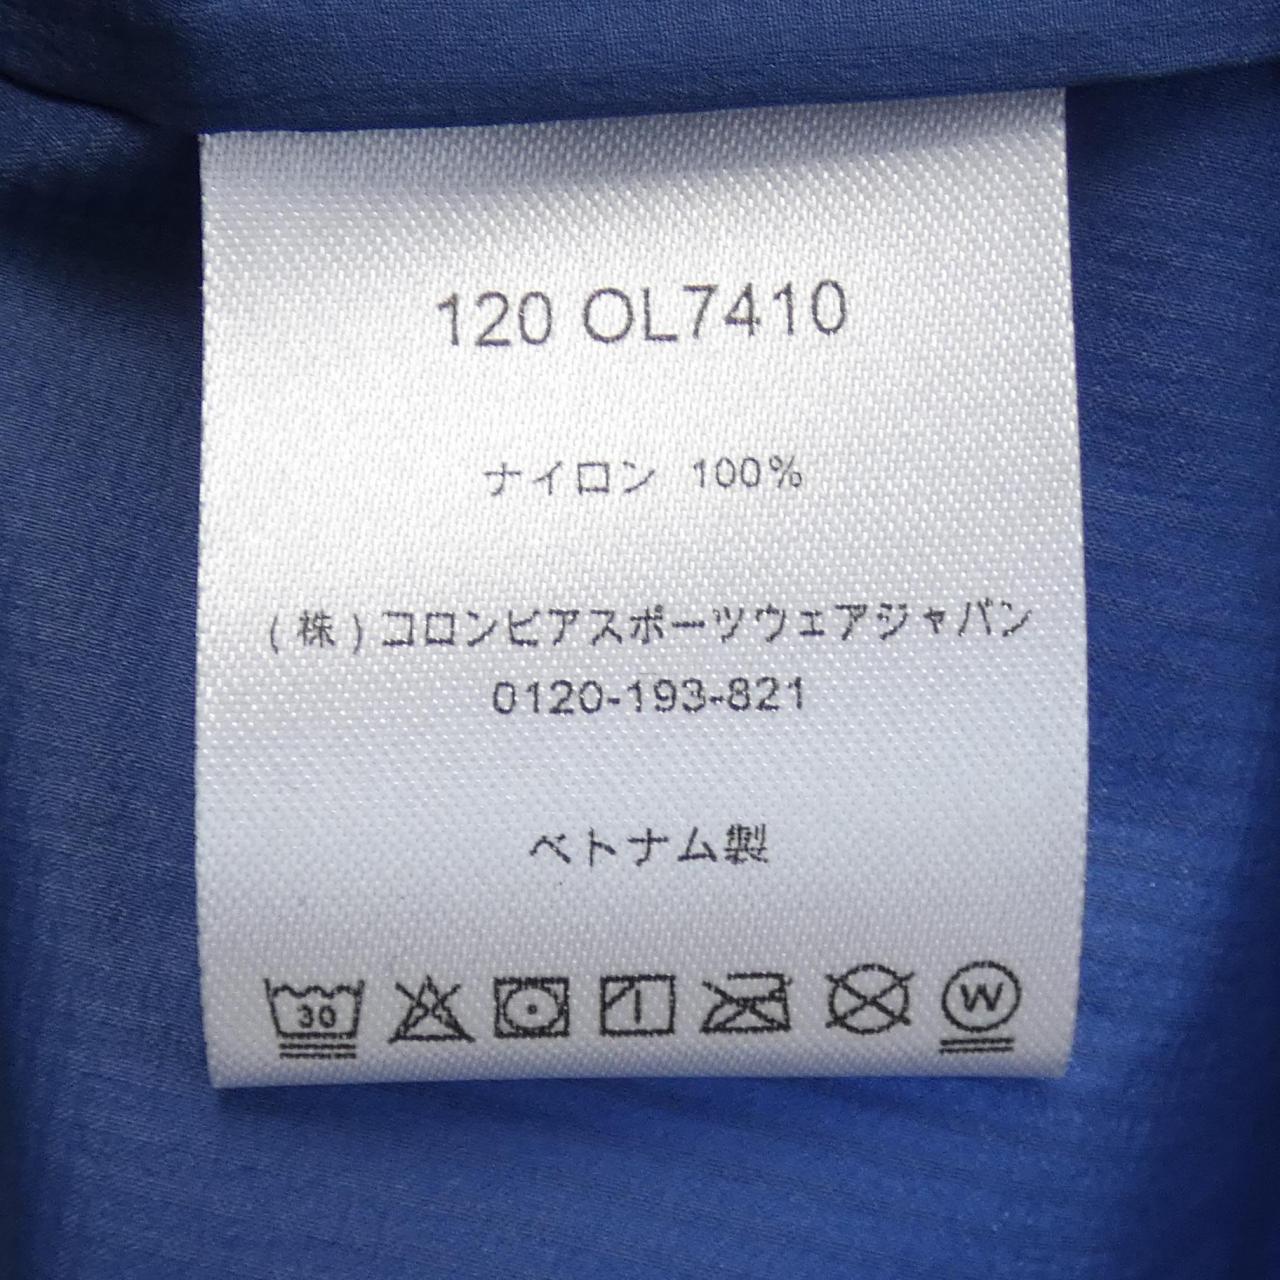 120 OL7410
ナイロン 100%
(株)コロンビアスポーツウェアジャパン
0120-193-821
ベトナム製
30 W